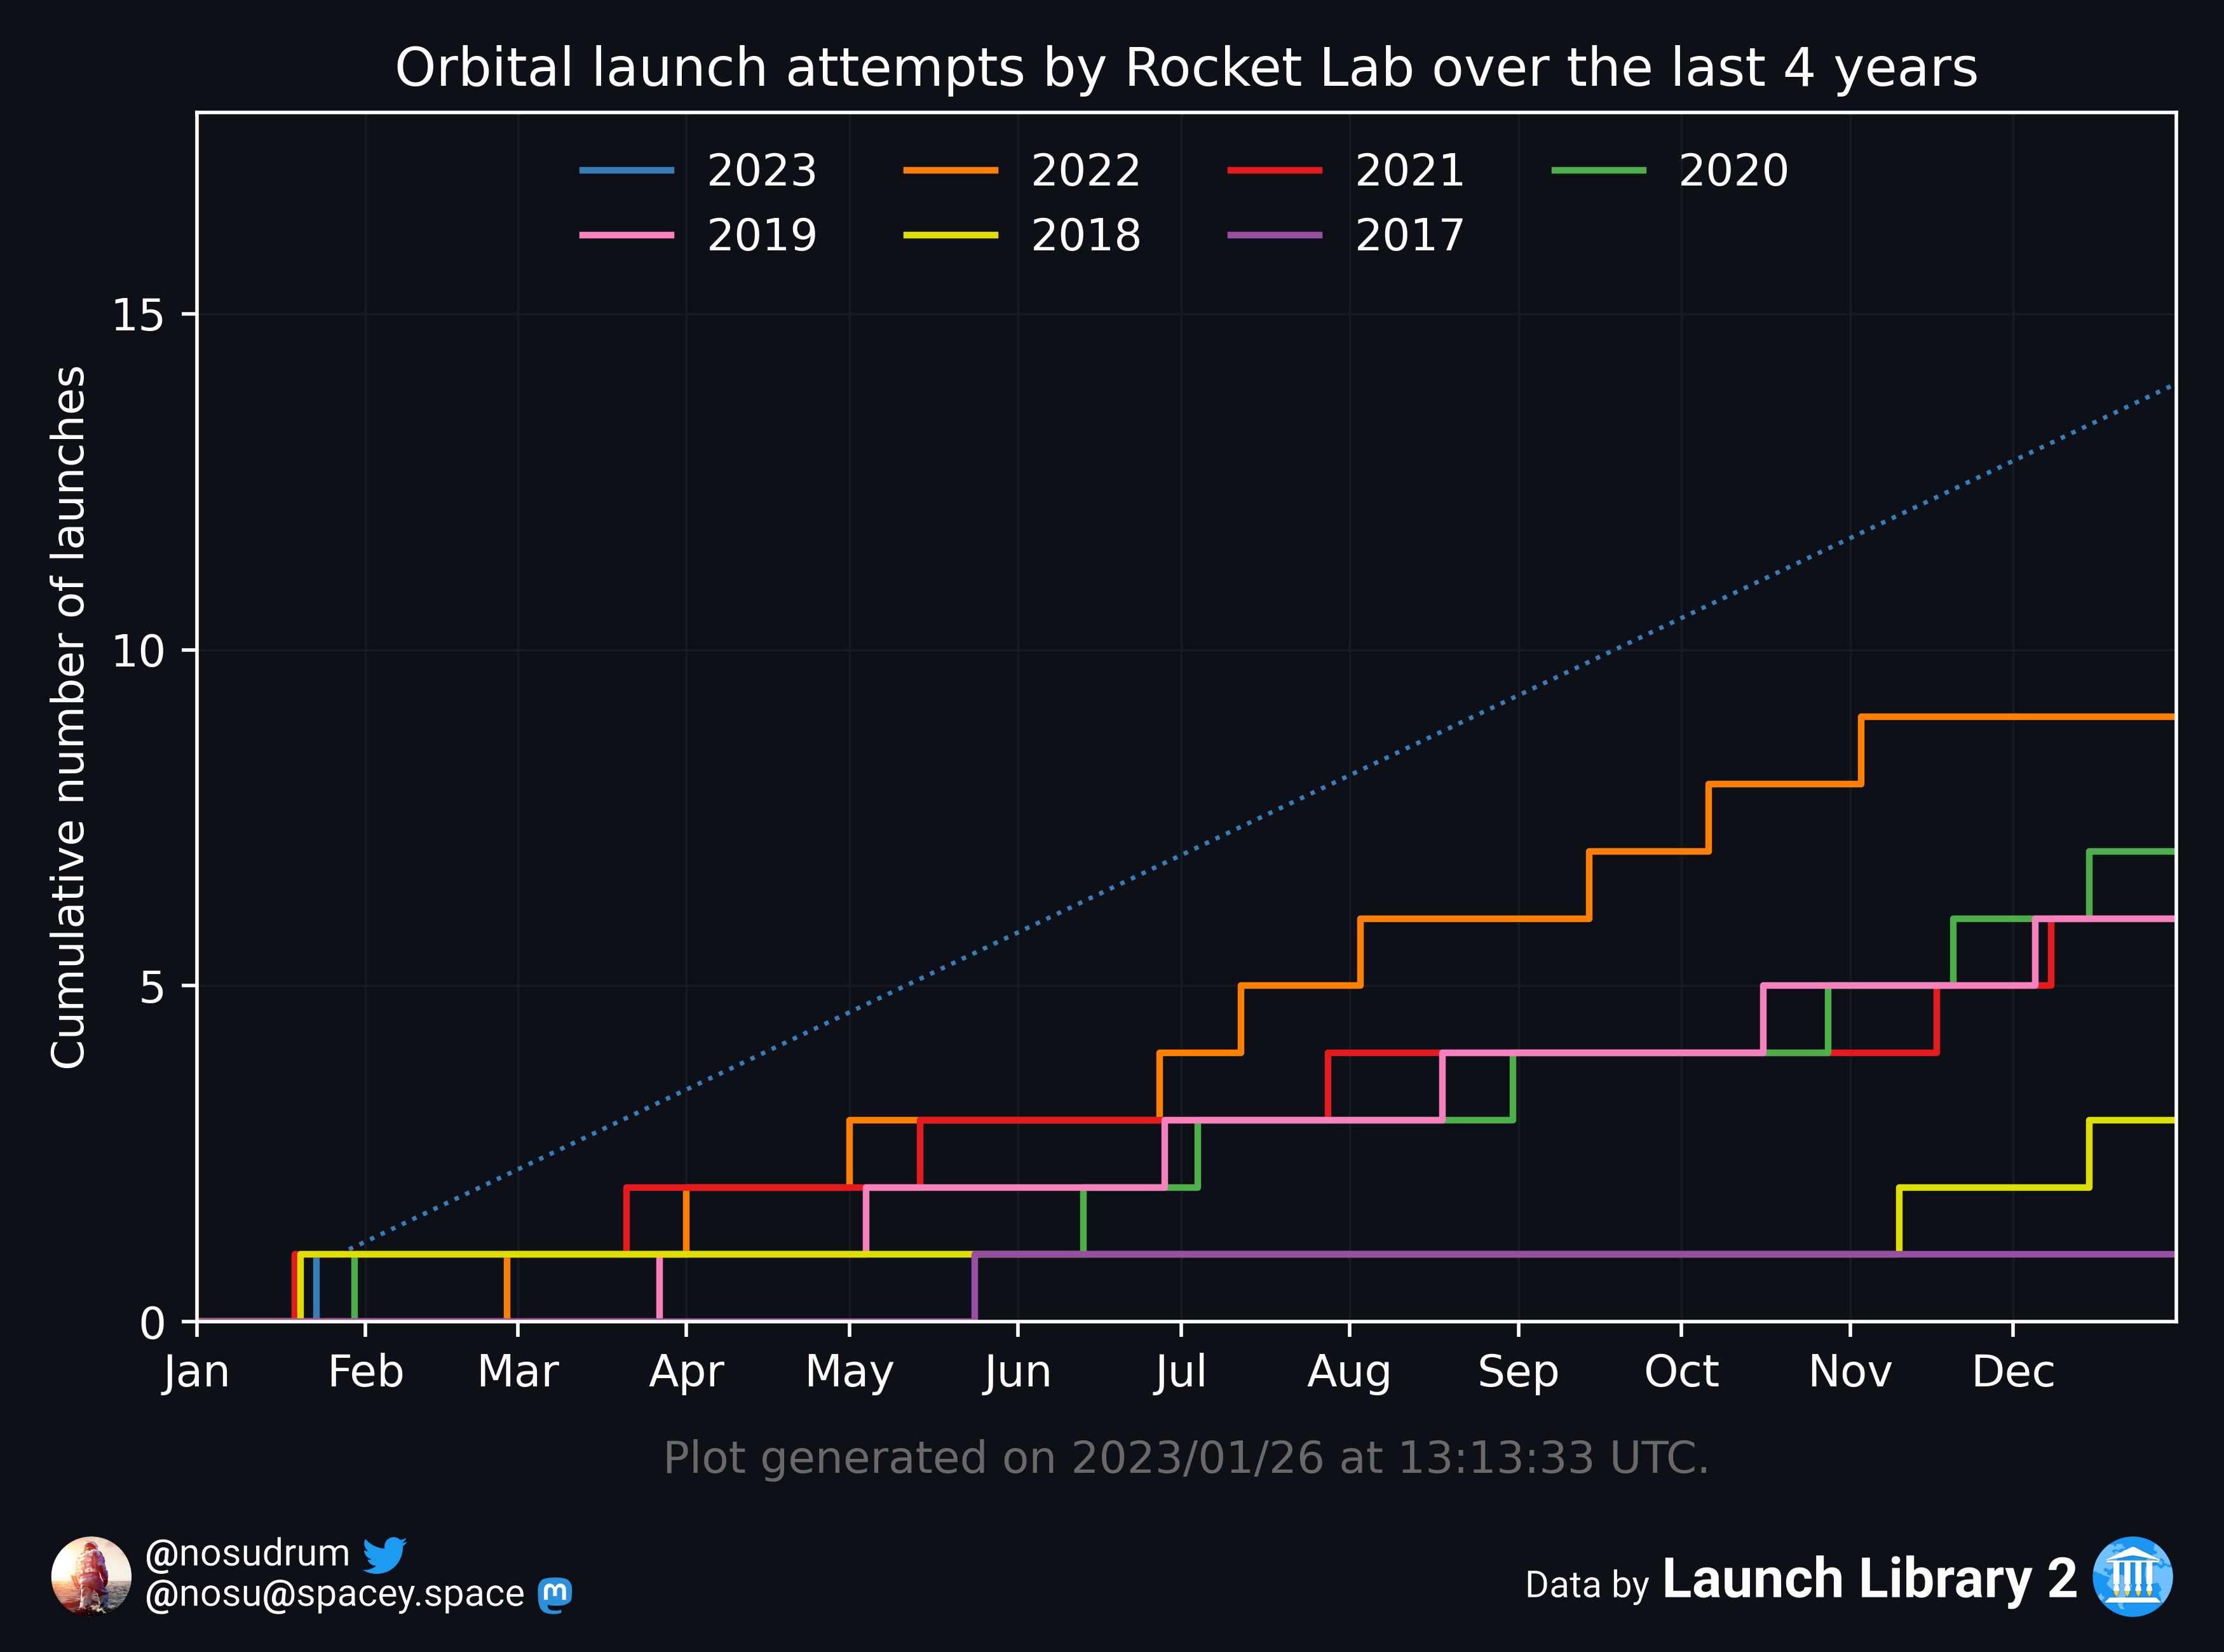 Orbital launch attempts by Rocket Lab over the last 4 years
2023 2022 2021 2020
2019 2018 2017
15
10
5
0
Cumulative number of launches
Jan Feb Mar Apr May Jun Jul Aug Sep Oct Nov Dec
Plot generated on 2023/01/26 at 13:13:33 UTC.
@nosudrum
@nosu@spacey.space
Data by Launch Library 2